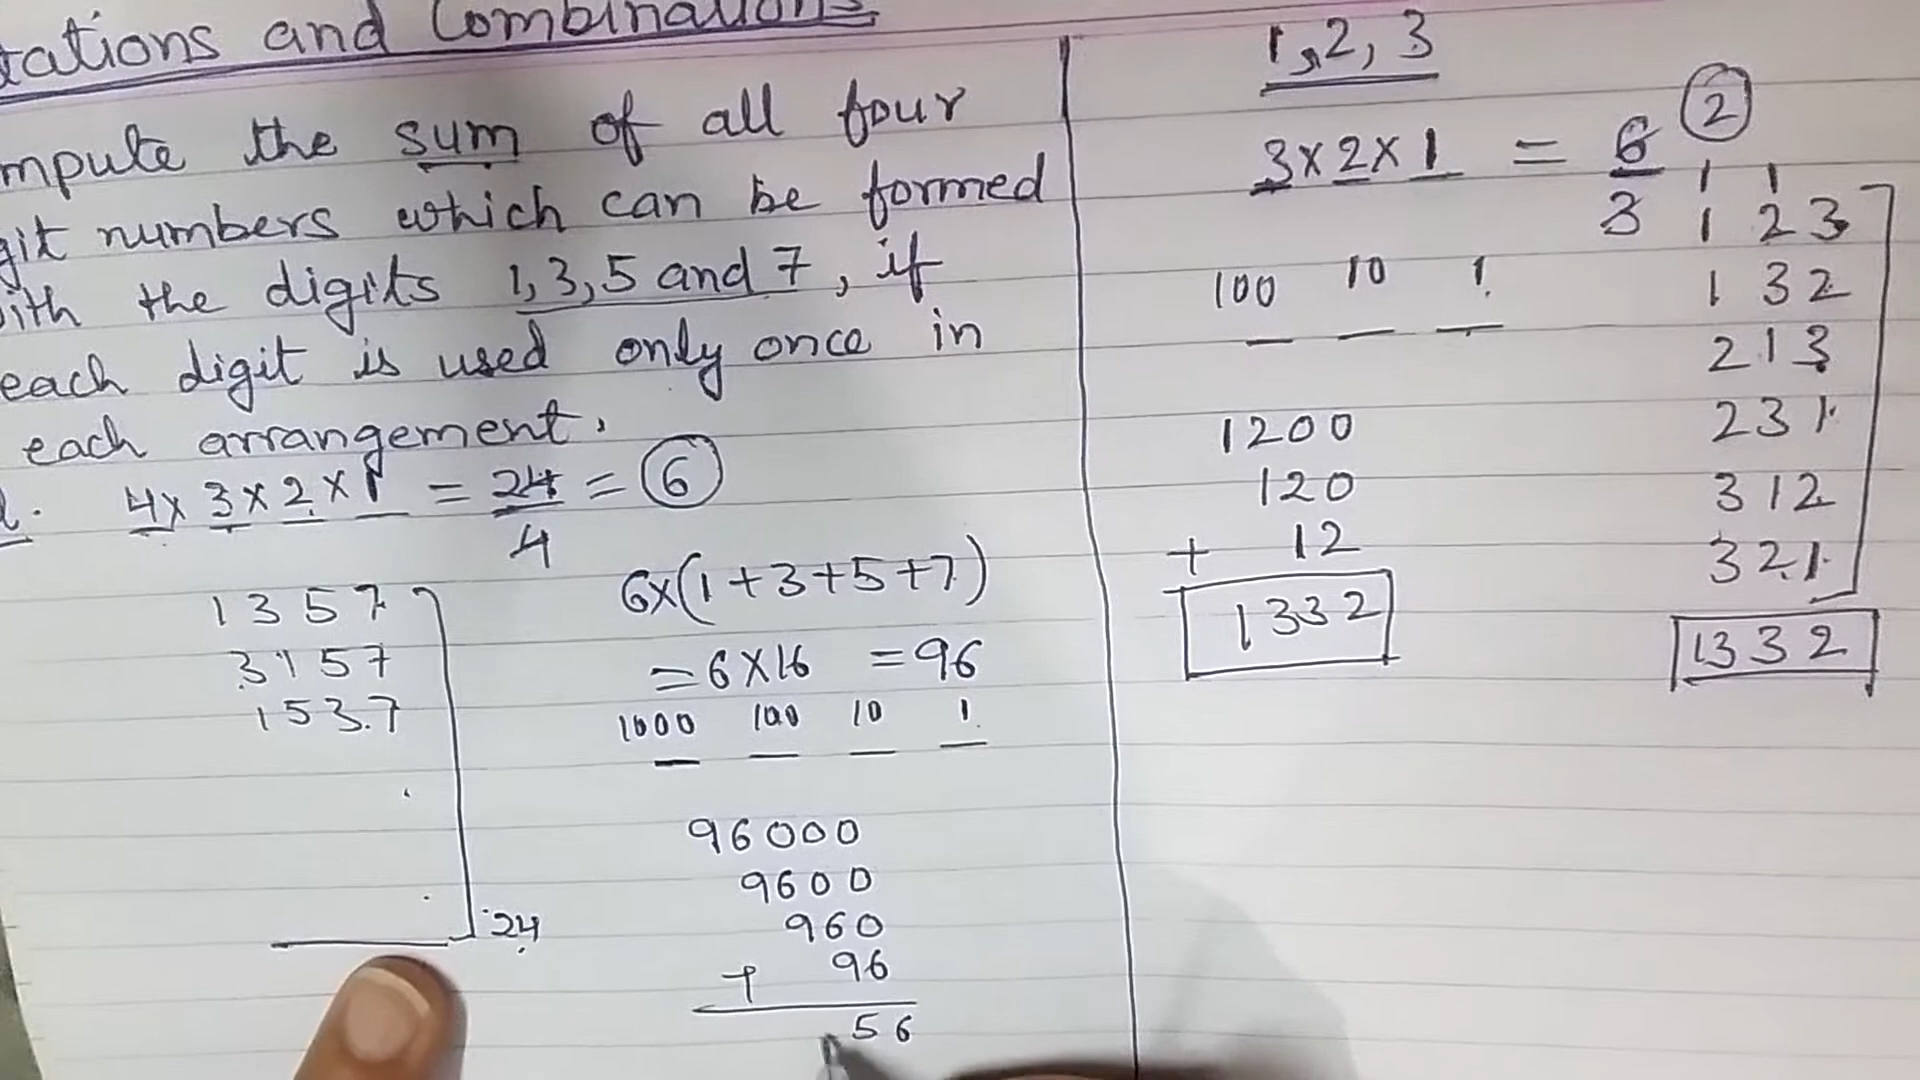 tations and Combinations
mpute the sum of all four
git numbers which can be formed
ith the digits 1, 3, 5 and 7, if
each digit is used only once in
each arrangement.
l. 4x 3 x 2 x 1 = 24/4 = 6
1 3 5 7
3 1 5 7
1 5 3 7
24
6x(1+3+5+7)
= 6 X 16 = 96
1000 100 10 1
96000
9600
960
+ 96
5 6
1, 2, 3
3 x 2 x 1 = 6/3 2
100 10 1
1200
120
+ 12
1332
1 1
1 2 3
1 3 2
2 1 3
2 3 1
3 1 2
3 2 1
1332